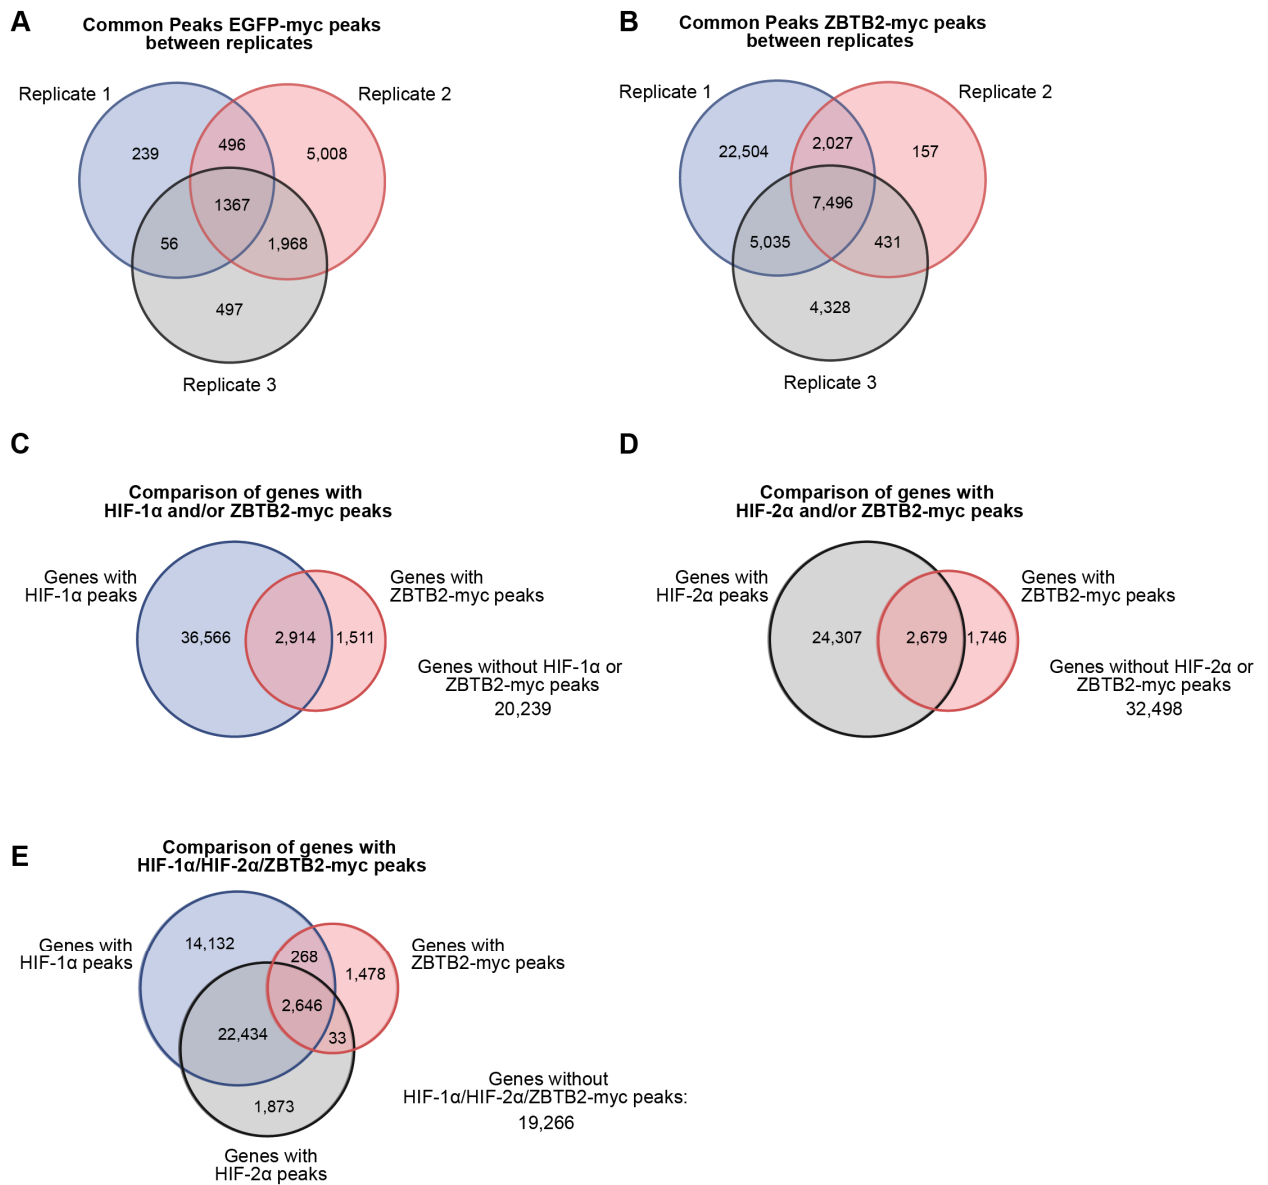 A
Common Peaks EGFP-myc peaks
between replicates
Replicate 1
Replicate 2
239
496
5,008
1367
56
1,968
497
Replicate 3
B
Common Peaks ZBTB2-myc peaks
between replicates
Replicate 1
Replicate 2
22,504
2,027
157
7,496
5,035
431
4,328
Replicate 3
C
Comparison of genes with
HIF-1α and/or ZBTB2-myc peaks
Genes with
HIF-1α peaks
Genes with
ZBTB2-myc peaks
36,566
2,914
1,511
Genes without HIF-1α or
ZBTB2-myc peaks
20,239
D
Comparison of genes with
HIF-2α and/or ZBTB2-myc peaks
Genes with
HIF-2α peaks
Genes with
ZBTB2-myc peaks
24,307
2,679
1,746
Genes without HIF-2α or
ZBTB2-myc peaks
32,498
E
Comparison of genes with
HIF-1α/HIF-2α/ZBTB2-myc peaks
Genes with
HIF-1α peaks
Genes with
ZBTB2-myc peaks
14,132
268
1,478
2,646
22,434
33
1,873
Genes without
HIF-1α/HIF-2α/ZBTB2-myc peaks:
19,266
Genes with
HIF-2α peaks